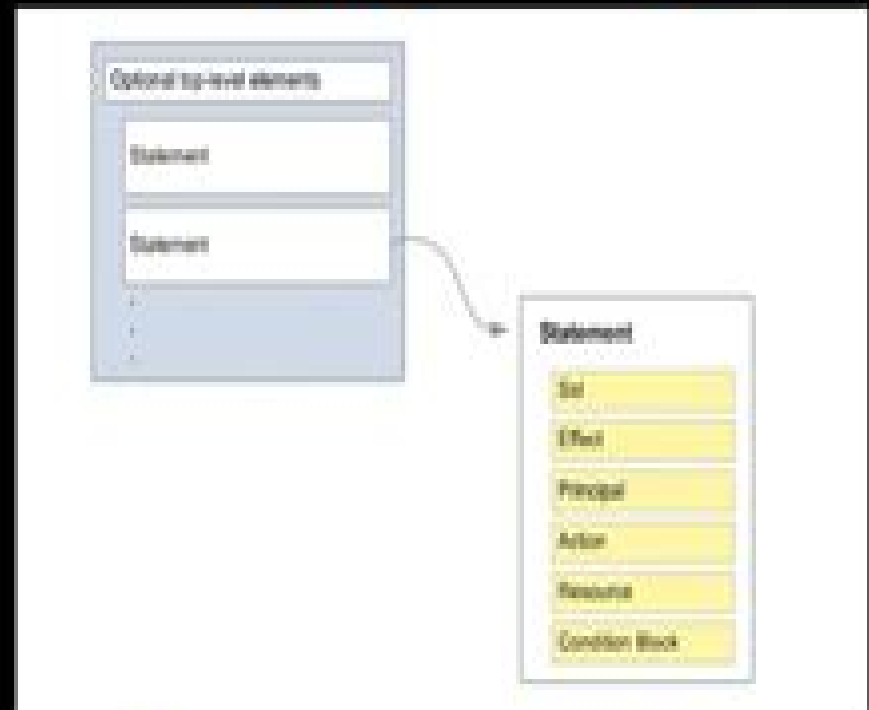 Optional top-level elements
Statement
Statement
Statement
Sid
Effect
Principal
Action
Resource
Condition Block